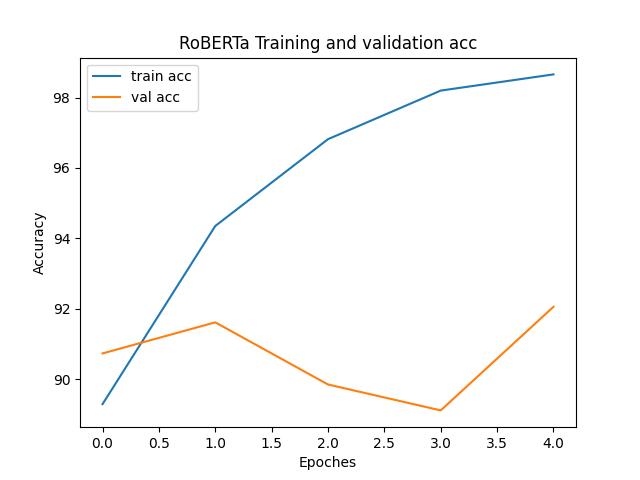 RoBERTa Training and validation acc
train acc
val acc
Accuracy
98
96
94
92
90
0.0 0.5 1.0 1.5 2.0 2.5 3.0 3.5 4.0
Epoches